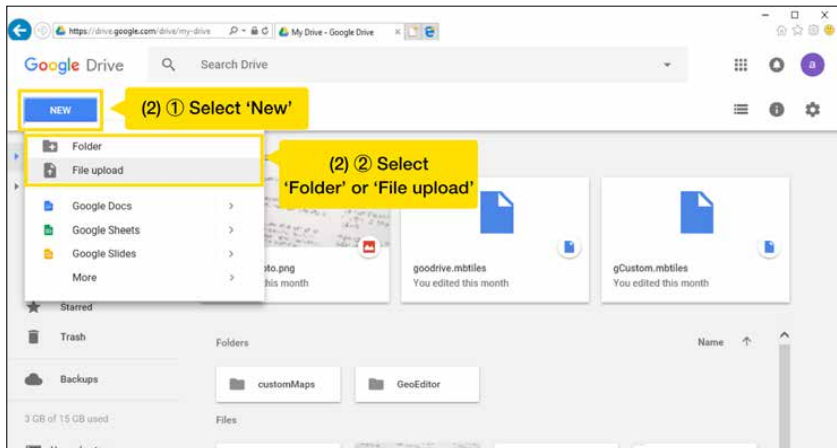 https://drive.google.com/drive/my-drive
My Drive - Google Drive
Google Drive
Search Drive
a
NEW
(2) ① Select ‘New’
Folder
File upload
(2) ② Select
‘Folder’ or ‘File upload’
Google Docs
Google Sheets
Google Slides
More
goodrive.mbtiles
You edited this month
gCustom.mbtiles
You edited this month
this month
Starred
Trash
Backups
3 GB of 15 GB used
Folders
Name
customMaps
GeoEditor
Files